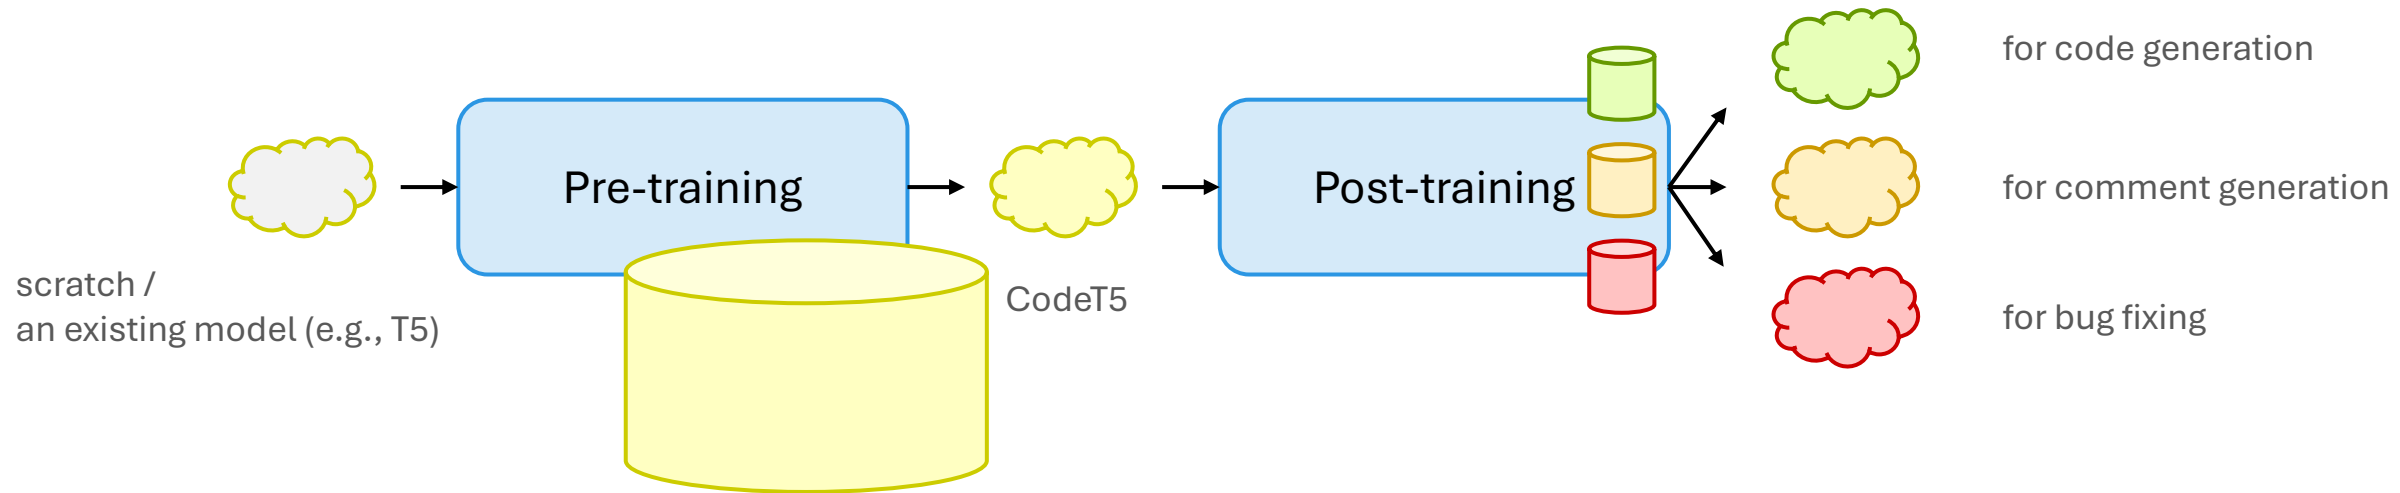 scratch /
an existing model (e.g., T5)
Pre-training
CodeT5
Post-training
for code generation
for comment generation
for bug fixing